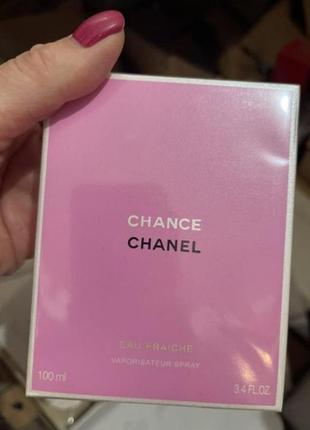 CHANCE
CHANEL
EAU FRAÎCHE
VAPORISATEUR SPRAY
100 ml 3.4 FL.OZ.